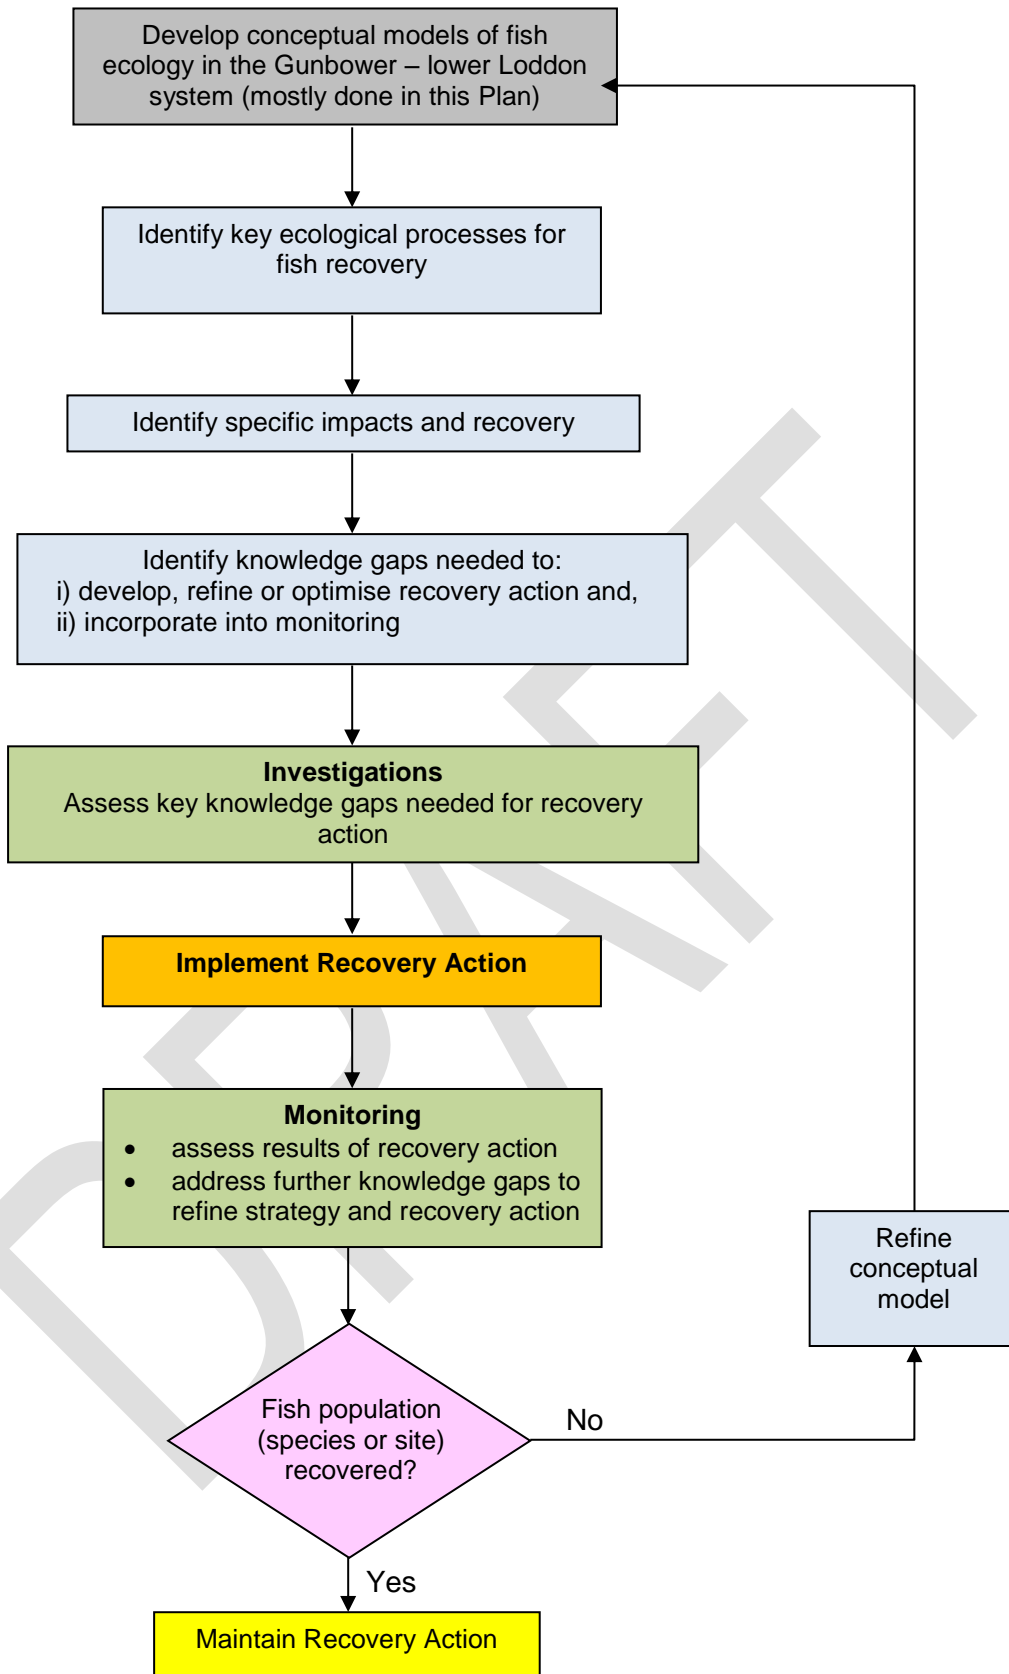 Develop conceptual models of fish
ecology in the Gunbower – lower Loddon
system (mostly done in this Plan)
Identify key ecological processes for
fish recovery
Identify specific impacts and recovery
Identify knowledge gaps needed to:
i) develop, refine or optimise recovery action and,
ii) incorporate into monitoring
Investigations
Assess key knowledge gaps needed for recovery
action
Implement Recovery Action
Monitoring
• assess results of recovery action
• address further knowledge gaps to
refine strategy and recovery action
Refine
conceptual
model
Fish population
(species or site)
recovered?
No
Yes
Maintain Recovery Action
DRAFT